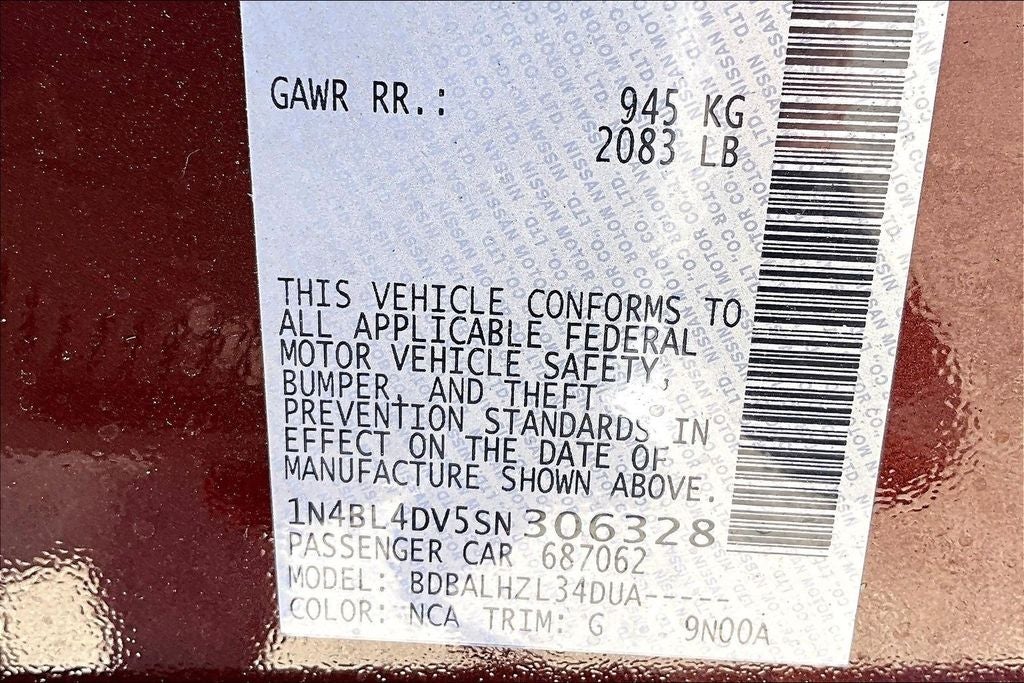 GAWR RR.: 945 KG
2083 LB
THIS VEHICLE CONFORMS TO
ALL APPLICABLE FEDERAL
MOTOR VEHICLE SAFETY,
BUMPER, AND THEFT
PREVENTION STANDARDS IN
EFFECT ON THE DATE OF
MANUFACTURE SHOWN ABOVE.
1N4BL4DV5SN306328
PASSENGER CAR 687062
MODEL: BDBALHZL34DUA-----
COLOR: NCA TRIM: G 9N00A